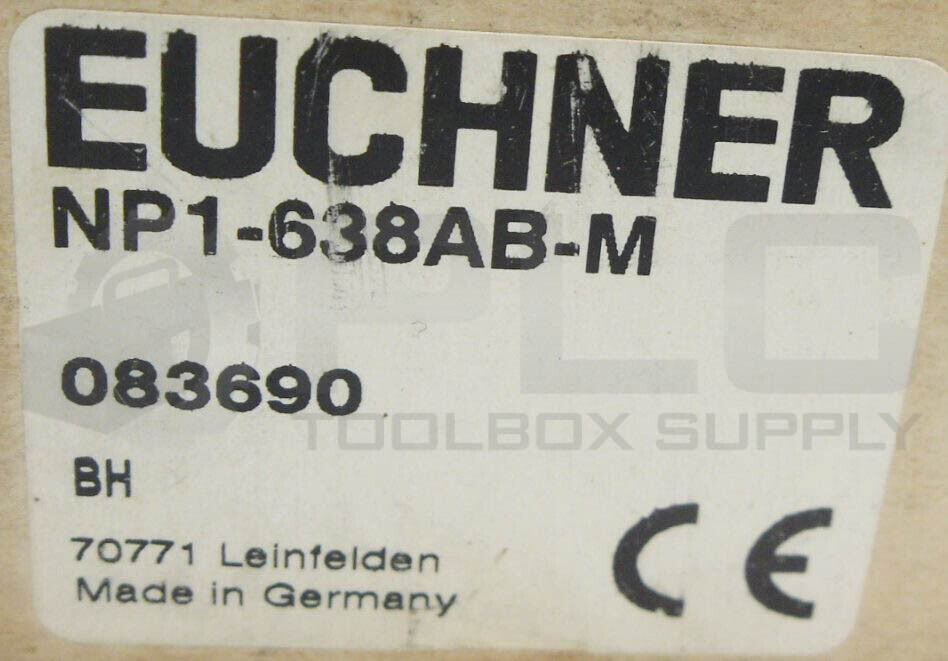 EUCHNER
NP1-638AB-M
083690
BH
70771 Leinfelden
Made in Germany
CE
PLC
TOOLBOX SUPPLY